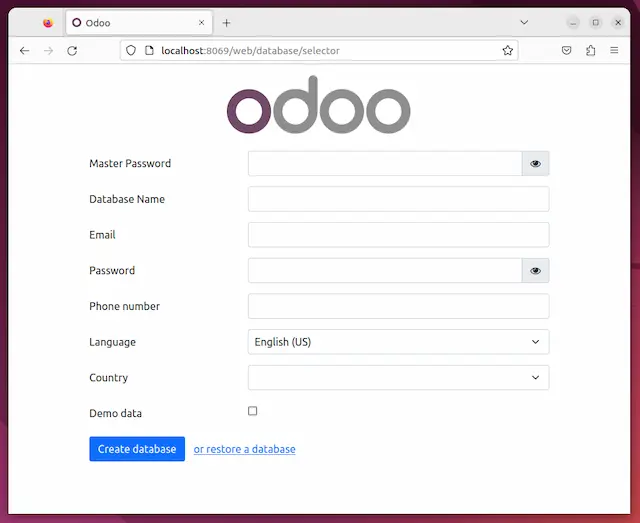 Odoo
localhost:8069/web/database/selector
odoo
Master Password
Database Name
Email
Password
Phone number
Language English (US)
Country
Demo data
Create database or restore a database